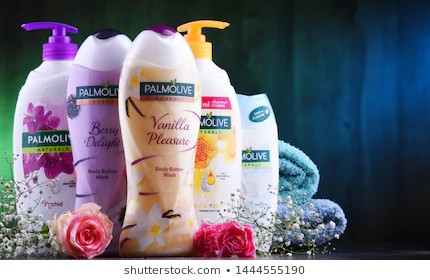 PALMOLIVE
NATURALS
Orchid
PALMOLIVE
Berry
Delight
Body Butter
Wash
PALMOLIVE
Vanilla
Pleasure
Body Butter
Wash
PALMOLIVE
NATURALS
PALMOLIVE
shutterstock.com • 1444555190